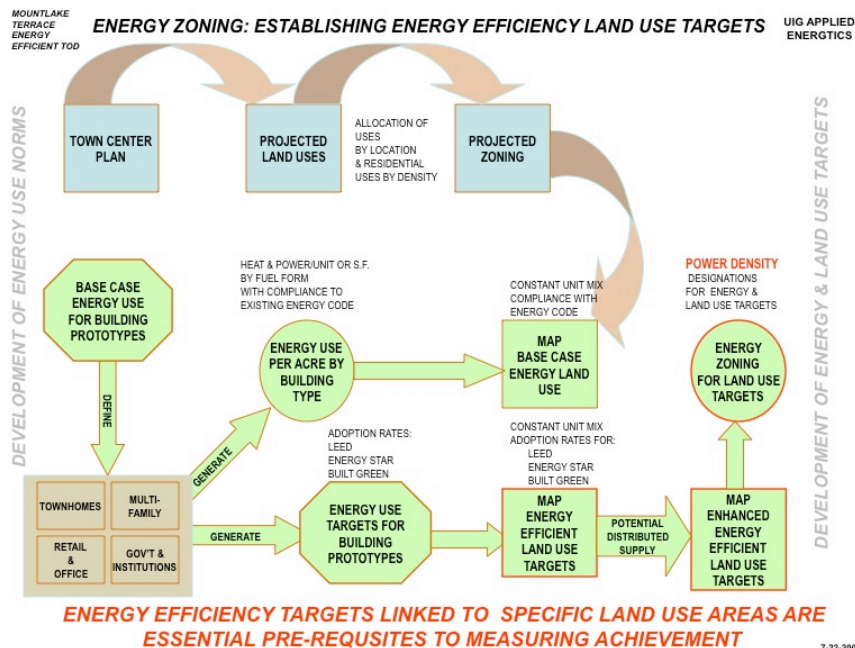 MOUNTLAKE
TERRACE
ENERGY
EFFICIENT TOD
ENERGY ZONING: ESTABLISHING ENERGY EFFICIENCY LAND USE TARGETS
UIG APPLIED
ENERGTICS
DEVELOPMENT OF ENERGY USE NORMS
TOWN CENTER
PLAN
PROJECTED
LAND USES
ALLOCATION OF
USES
BY LOCATION
& RESIDENTIAL
USES BY DENSITY
PROJECTED
ZONING
DEVELOPMENT OF ENERGY & LAND USE TARGETS
BASE CASE
ENERGY USE
FOR BUILDING
PROTOTYPES
HEAT & POWER/UNIT OR S.F.
BY FUEL FORM
WITH COMPLIANCE TO
EXISTING ENERGY CODE
ENERGY USE
PER ACRE BY
BUILDING
TYPE
CONSTANT UNIT MIX
COMPLIANCE WITH
ENERGY CODE
MAP
BASE CASE
ENERGY LAND
USE
POWER DENSITY
DESIGNATIONS
FOR ENERGY &
LAND USE TARGETS
ENERGY
ZONING
FOR LAND USE
TARGETS
DEFINE
GENERATE
TOWNHOMES
MULTI-
FAMILY
RETAIL
&
OFFICE
GOV'T &
INSTITUTIONS
GENERATE
ADOPTION RATES:
LEED
ENERGY STAR
BUILT GREEN
ENERGY USE
TARGETS FOR
BUILDING
PROTOTYPES
CONSTANT UNIT MIX
ADOPTION RATES FOR:
LEED
ENERGY STAR
BUILT GREEN
MAP
ENERGY
EFFICIENT
LAND USE
TARGETS
POTENTIAL
DISTRIBUTED
SUPPLY
MAP
ENHANCED
ENERGY
EFFICIENT
LAND USE
TARGETS
ENERGY EFFICIENCY TARGETS LINKED TO SPECIFIC LAND USE AREAS ARE
ESSENTIAL PRE-REQUSITES TO MEASURING ACHIEVEMENT